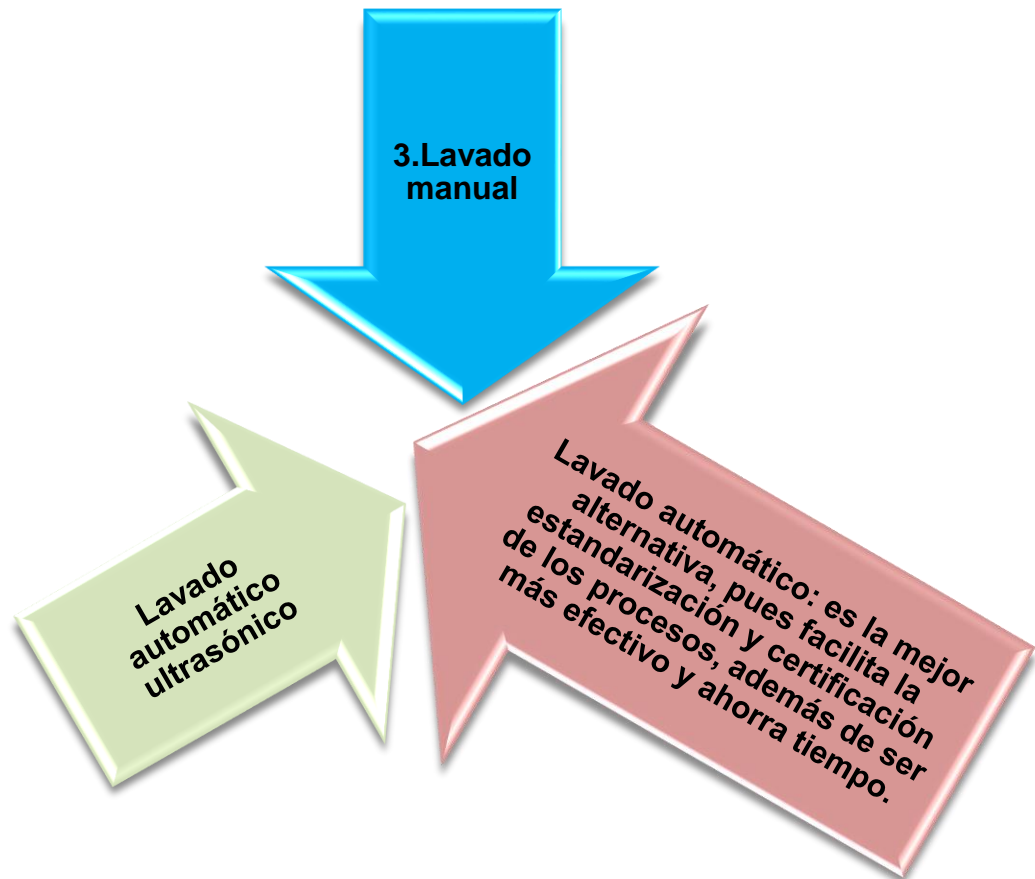 3.Lavado
manual
Lavado
automático
ultrasónico
Lavado automático: es la mejor
alternativa, pues facilita la
estandarización y certificación
de los procesos, además de ser
más efectivo y ahorra tiempo.